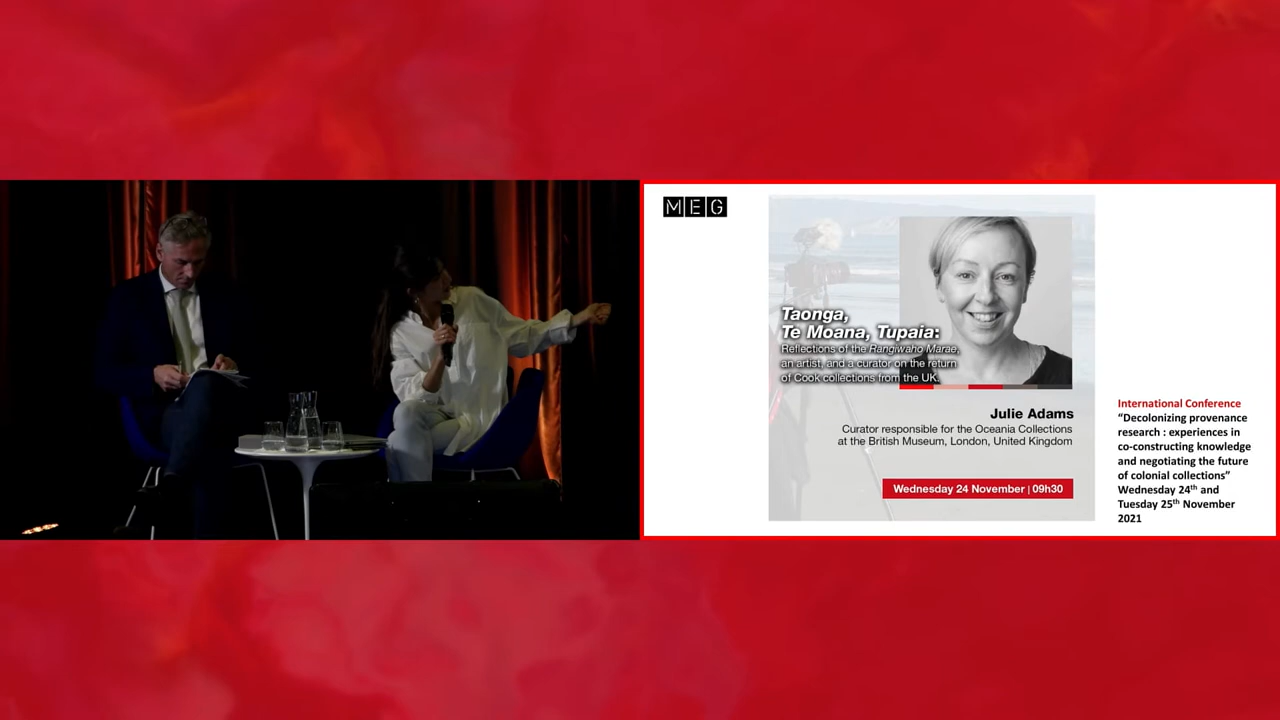 MEG
Taonga,
Te Moana, Tupaia:
Reflections of the Rangiwaho Marae,
an artist, and a curator on the return
of Cook collections from the UK.
Julie Adams
Curator responsible for the Oceania Collections
at the British Museum, London, United Kingdom
Wednesday 24 November | 09h30
International Conference
“Decolonizing provenance
research : experiences in
co-constructing knowledge
and negotiating the future
of colonial collections”
Wednesday 24th and
Tuesday 25th November
2021